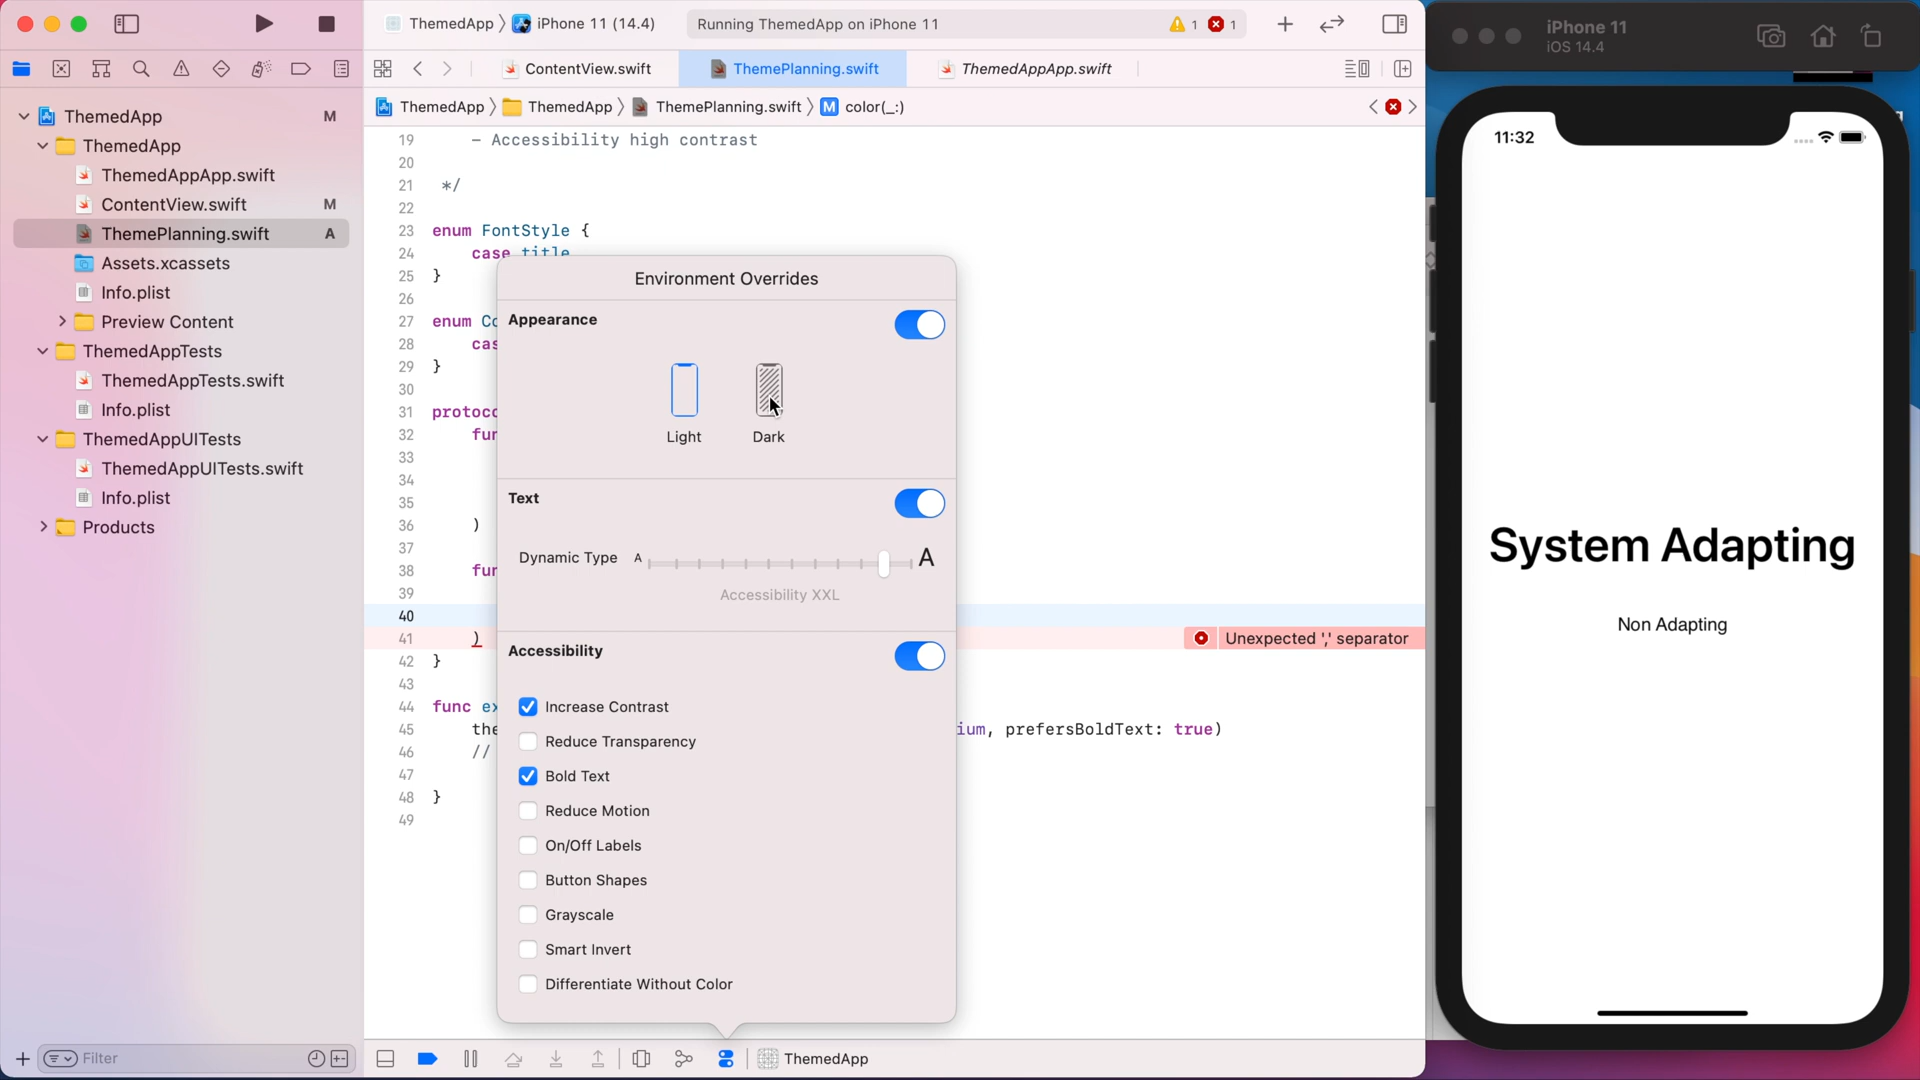 ThemedApp 〉 iPhone 11 (14.4)
Running ThemedApp on iPhone 11
1
1
iPhone 11
iOS 14.4
ContentView.swift
ThemePlanning.swift
ThemedAppApp.swift
ThemedApp 〉 ThemedApp 〉 ThemePlanning.swift 〉 M color(_:)
ThemedApp M
ThemedApp
ThemedAppApp.swift
ContentView.swift M
ThemePlanning.swift A
Assets.xcassets
Info.plist
Preview Content
ThemedAppTests
ThemedAppTests.swift
Info.plist
ThemedAppUITests
ThemedAppUITests.swift
Info.plist
Products
Filter
19 - Accessibility high contrast
20
21 */
22
23 enum FontStyle {
24 case title
25 }
26
27 enum Co
28 cas
29 }
30
31 protoco
32 fun
33
34
35
36 )
37
38 fun
39
40
41 ) Unexpected ',' separator
42 }
43
44 func ex
45 the ium, prefersBoldText: true)
46 //
47
48 }
49
Environment Overrides
Appearance
Light Dark
Text
Dynamic Type A A
Accessibility XXL
Accessibility
Increase Contrast
Reduce Transparency
Bold Text
Reduce Motion
On/Off Labels
Button Shapes
Grayscale
Smart Invert
Differentiate Without Color
ThemedApp
11:32
System Adapting
Non Adapting